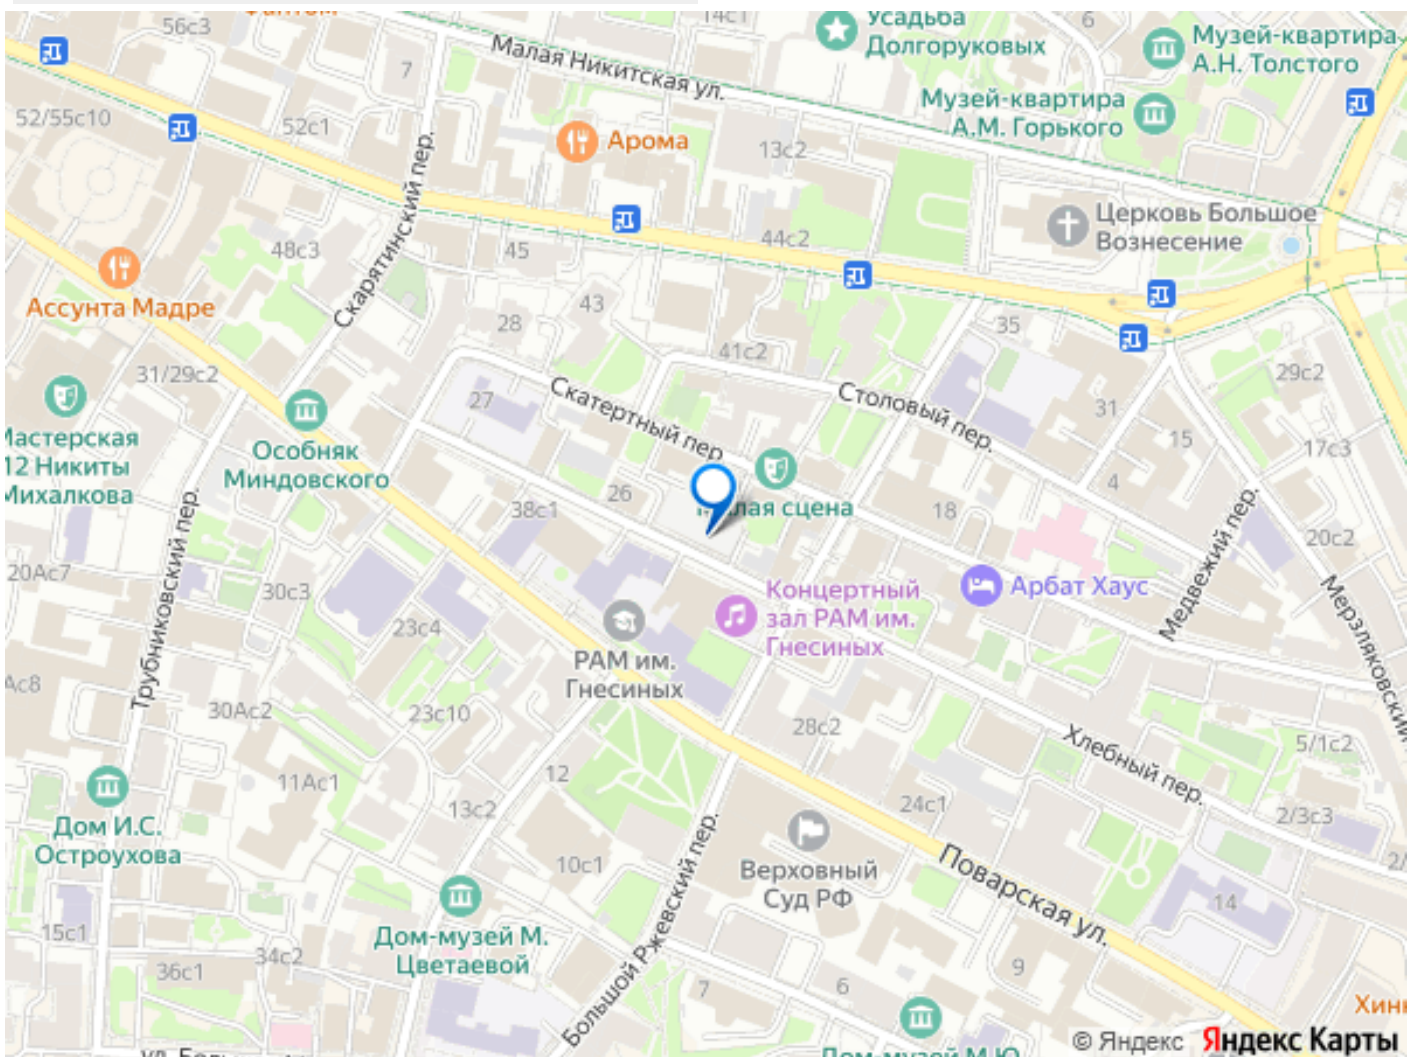 Фантом
56с3
14с1
Усадьба
Долгоруковых
6
Музей-квартира
А.Н. Толстого
Малая Никитская ул.
7
Музей-квартира
А.М. Горького
52/55с10
52с1
Арома
13с2
Скарятинский пер.
Церковь Большое
Вознесение
48с3
45
44с2
Ассунта Мадре
43
28
35
41с2
31/29с2
29с2
27
Скатертный пер.
Столовый пер.
31
15
17с3
Особняк
Миндовского
12 Никиты
Михалкова
26
38с1
18
4
Медвежий пер.
20с2
20Ас7
Трубниковский пер.
30с3
Арбат Хаус
Концертный
зал РАМ им.
Гнесиных
Мерзляковский
23с4
РАМ им.
Гнесиных
30Ас2
23с10
28с2
Хлебный пер.
5/1с2
11Ас1
12
13с2
24с1
2/3с3
Дом И.С.
Остроухова
10с1
Большой Ржевский пер.
Верховный
Суд РФ
Поварская ул.
14
15с1
34с2
36с1
Дом-музей М.
Цветаевой
9
7
6
© Яндекс Яндекс Карты